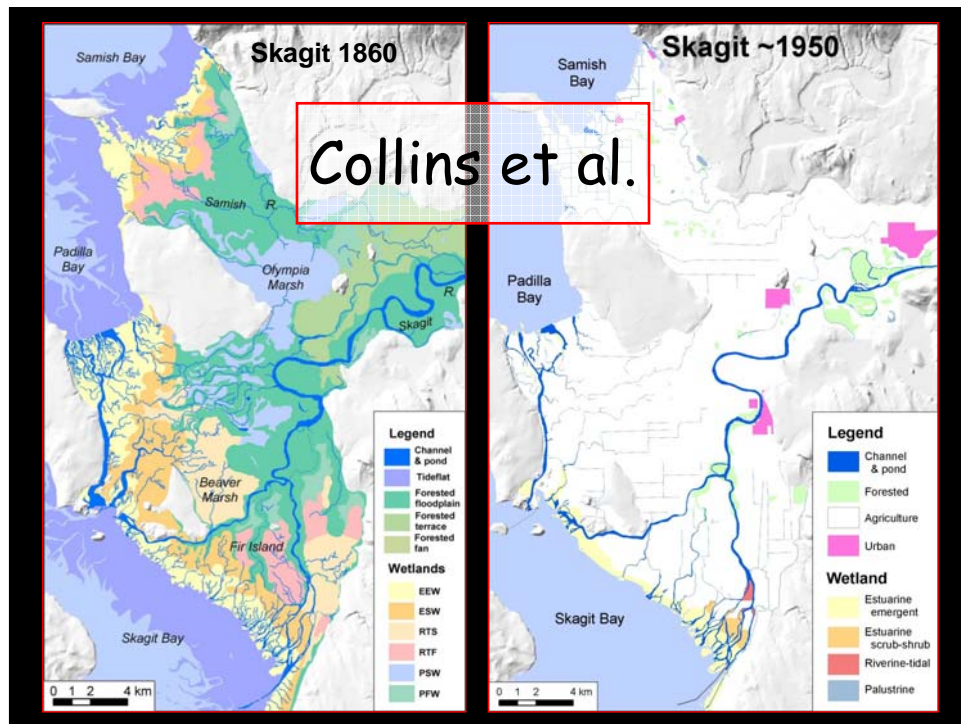 Skagit 1860
Samish Bay
Samish R.
Padilla Bay
Olympia Marsh
Skagit R.
Beaver Marsh
Fir Island
Skagit Bay
Legend
Channel & pond
Tideflat
Forested floodplain
Forested terrace
Forested fan
Wetlands
EEW
ESW
RTS
RTF
PSW
PFW
0 1 2 4 km
Collins et al.
Skagit ~1950
Samish Bay
Padilla Bay
Skagit Bay
Legend
Channel & pond
Forested
Agriculture
Urban
Wetland
Estuarine emergent
Estuarine scrub-shrub
Riverine-tidal
Palustrine
0 1 2 4 km